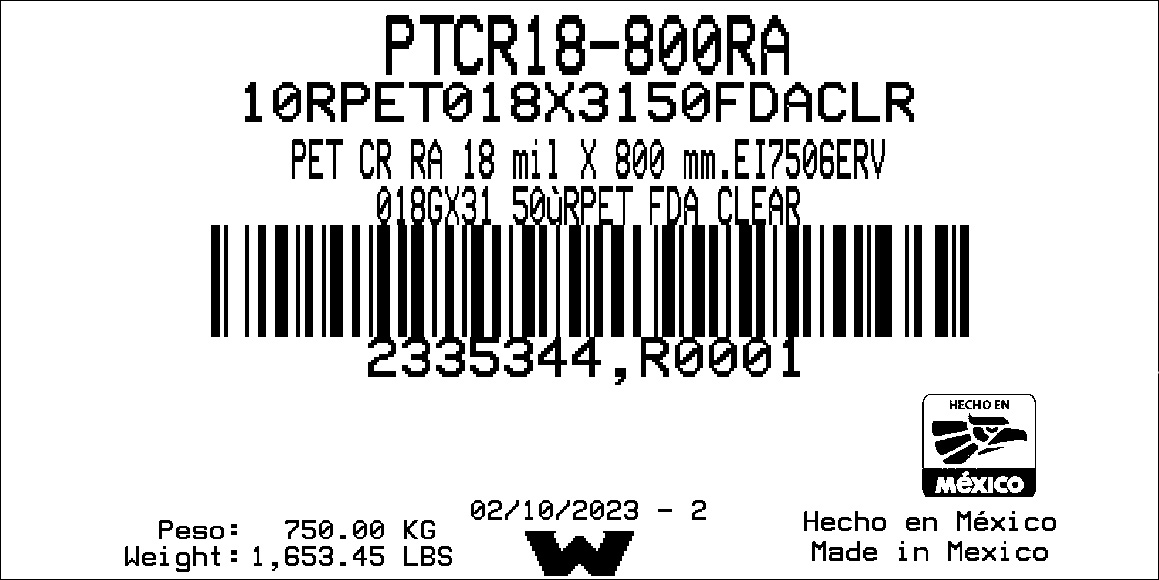 PTCR18-800RA
10RPET018X3150FDACLR
PET CR RA 18 mil X 800 mm.EI7506ERV
018GX31 50ùRPET FDA CLEAR
2335344,R0001
HECHO EN
MéXICO
02/10/2023 - 2
Peso: 750.00 KG
Weight: 1,653.45 LBS
Hecho en México
Made in Mexico
W